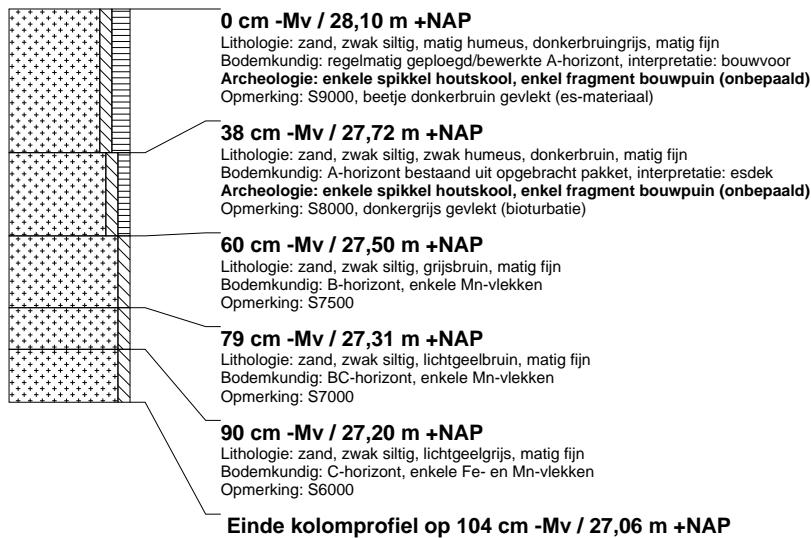 0 cm -Mv / 28,10 m +NAP
Lithologie: zand, zwak siltig, matig humeus, donkerbruingrijs, matig fijn
Bodemkundig: regelmatig geploegd/bewerkte A-horizont, interpretatie: bouwvoor
Archeologie: enkele spikkel houtskool, enkel fragment bouwpuin (onbepaald)
Opmerking: S9000, beetje donkerbruin gevlekt (es-materiaal)
38 cm -Mv / 27,72 m +NAP
Lithologie: zand, zwak siltig, zwak humeus, donkerbruin, matig fijn
Bodemkundig: A-horizont bestaand uit opgebracht pakket, interpretatie: esdek
Archeologie: enkele spikkel houtskool, enkel fragment bouwpuin (onbepaald)
Opmerking: S8000, donkergrijs gevlekt (bioturbatie)
60 cm -Mv / 27,50 m +NAP
Lithologie: zand, zwak siltig, grijsbruin, matig fijn
Bodemkundig: B-horizont, enkele Mn-vlekken
Opmerking: S7500
79 cm -Mv / 27,31 m +NAP
Lithologie: zand, zwak siltig, lichtgeelbruin, matig fijn
Bodemkundig: BC-horizont, enkele Mn-vlekken
Opmerking: S7000
90 cm -Mv / 27,20 m +NAP
Lithologie: zand, zwak siltig, lichtgeelgrijs, matig fijn
Bodemkundig: C-horizont, enkele Fe- en Mn-vlekken
Opmerking: S6000
Einde kolomprofiel op 104 cm -Mv / 27,06 m +NAP